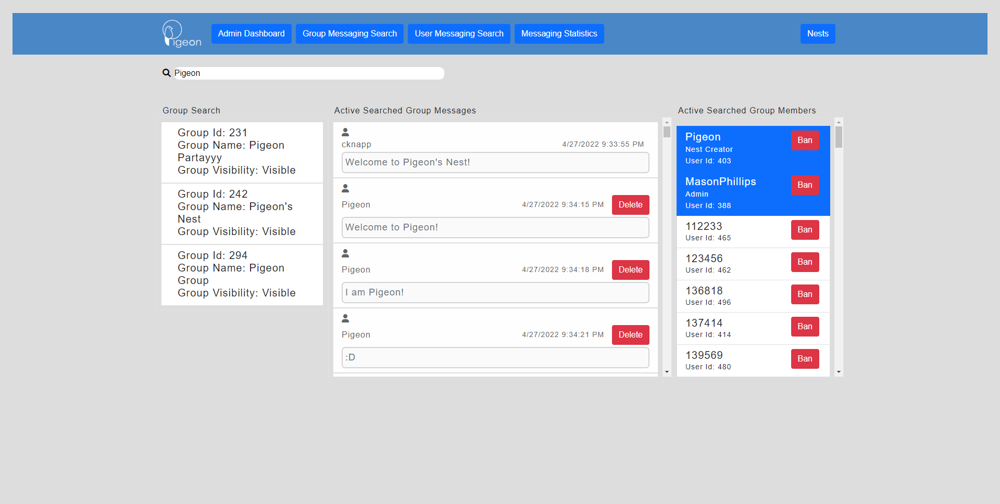 Pigeon
Admin Dashboard
Group Messaging Search
User Messaging Search
Messaging Statistics
Nests
Pigeon
Group Search
Group Id: 231
Group Name: Pigeon
Partayyy
Group Visibility: Visible
Group Id: 242
Group Name: Pigeon's
Nest
Group Visibility: Visible
Group Id: 294
Group Name: Pigeon
Group
Group Visibility: Visible
Active Searched Group Messages
cknapp 4/27/2022 9:33:55 PM
Welcome to Pigeon's Nest!
Pigeon 4/27/2022 9:34:15 PM Delete
Welcome to Pigeon!
Pigeon 4/27/2022 9:34:18 PM Delete
I am Pigeon!
Pigeon 4/27/2022 9:34:21 PM Delete
:D
Active Searched Group Members
Pigeon Ban
Nest Creator
User Id: 403
MasonPhillips Ban
Admin
User Id: 388
112233 Ban
User Id: 465
123456 Ban
User Id: 462
136818 Ban
User Id: 496
137414 Ban
User Id: 414
139569 Ban
User Id: 480